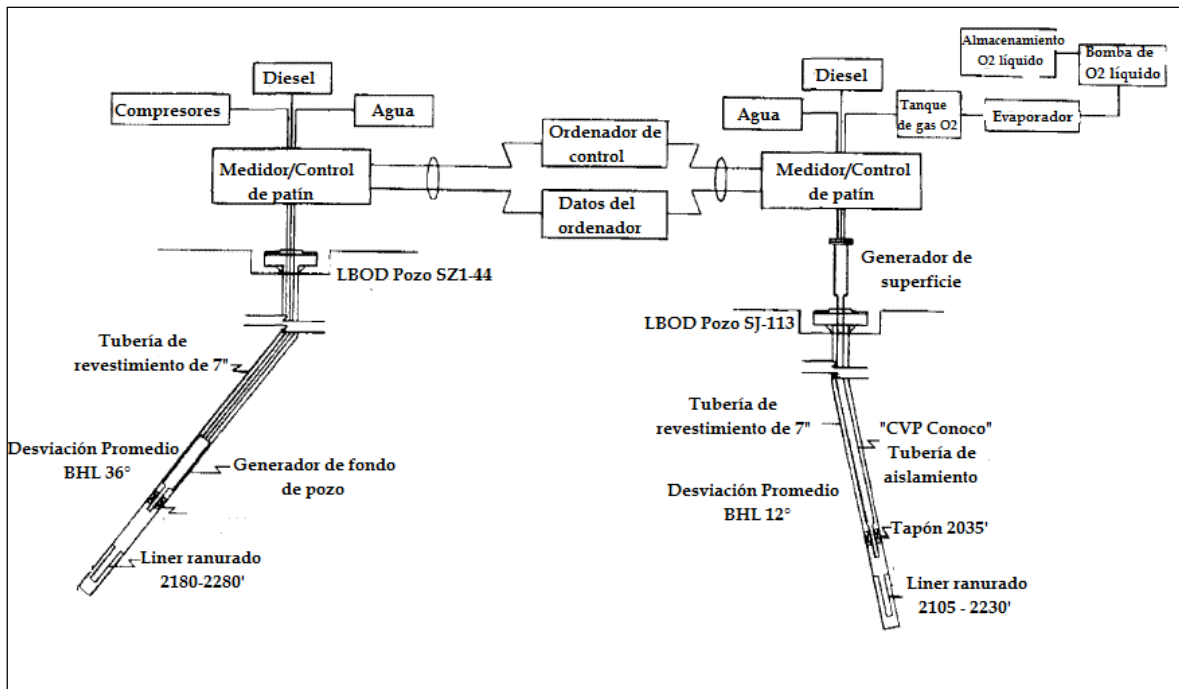 Diesel
Compresores
Agua
Medidor/Control
de patín
Ordenador de
control
Datos del
ordenador
Diesel
Agua
Tanque
de gas O2
Evaporador
Almacenamiento
O2 líquido
Bomba de
O2 líquido
Medidor/Control
de patín
LBOD Pozo SZ1-44
Tubería de
revestimiento de 7"
Desviación Promedio
BHL 36°
Generador de fondo
de pozo
Liner ranurado
2180-2280'
Generador de
superficie
LBOD Pozo SJ-113
Tubería de
revestimiento de 7"
"CVP Conoco"
Tubería de
aislamiento
Desviación Promedio
BHL 12°
Tapón 2035'
Liner ranurado
2105 - 2230'